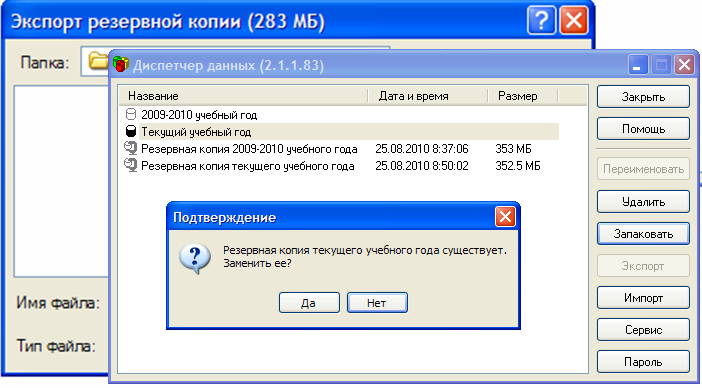 Экспорт резервной копии (283 МБ)
Папка:
Диспетчер данных (2.1.1.83)
Название Дата и время Размер
2009-2010 учебный год
Текущий учебный год
Резервная копия 2009-2010 учебного года 25.08.2010 8:37:06 353 МБ
Резервная копия текущего учебного года 25.08.2010 8:50:02 352.5 МБ
Закрыть
Помощь
Переименовать
Удалить
Запаковать
Экспорт
Импорт
Сервис
Пароль
Подтверждение
Резервная копия текущего учебного года существует.
Заменить ее?
Да Нет
Имя файла:
Тип файла: